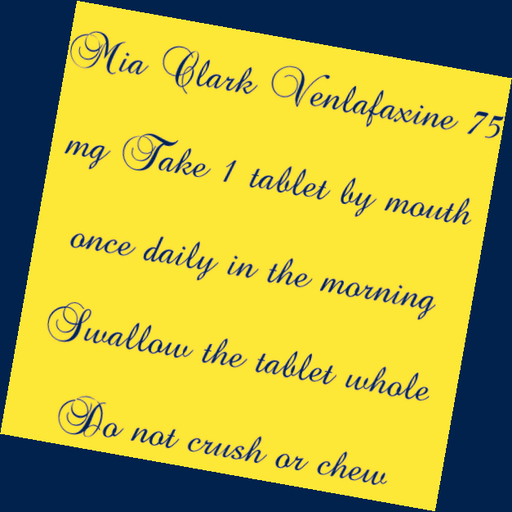 Mia Clark Venlafaxine 75
mg Take 1 tablet by mouth
once daily in the morning
Swallow the tablet whole
Do not crush or chew